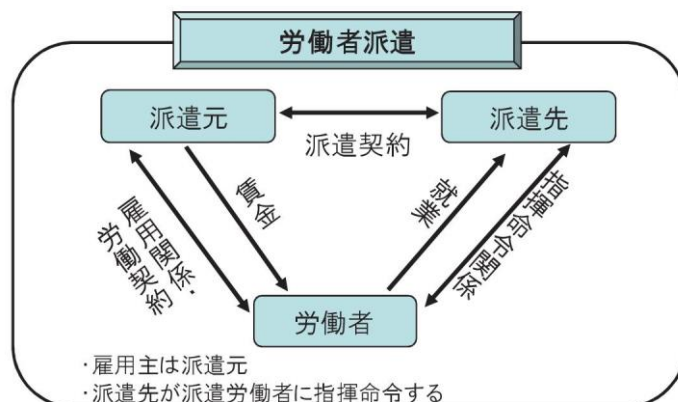 労働者派遣
派遣元
派遣先
派遣契約
雇用関係・
労働契約
賃金
就業
指揮命令関係
労働者
・雇用主は派遣元
・派遣先が派遣労働者に指揮命令する